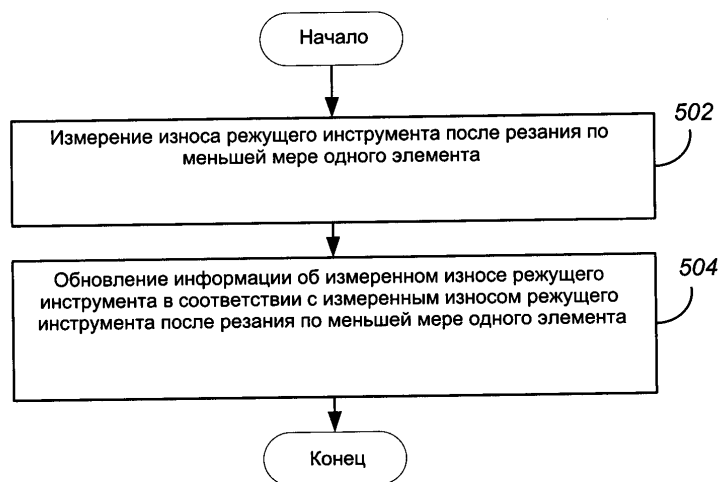 Начало
Измерение износа режущего инструмента после резания по
меньшей мере одного элемента
502
Обновление информации об измеренном износе режущего
инструмента в соответствии с измеренным износом режущего
инструмента после резания по меньшей мере одного элемента
504
Конец